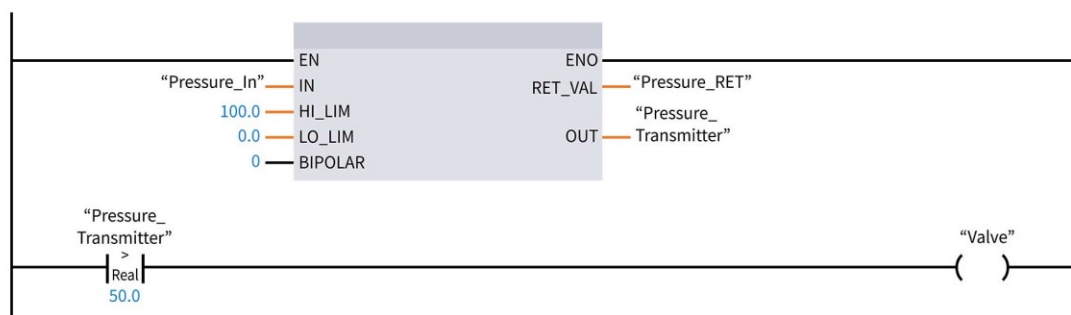 EN ENO
“Pressure_In” IN RET_VAL “Pressure_RET”
100.0 HI_LIM “Pressure_
0.0 LO_LIM OUT Transmitter”
0 BIPOLAR
“Pressure_
Transmitter” “Valve”
>
Real
50.0